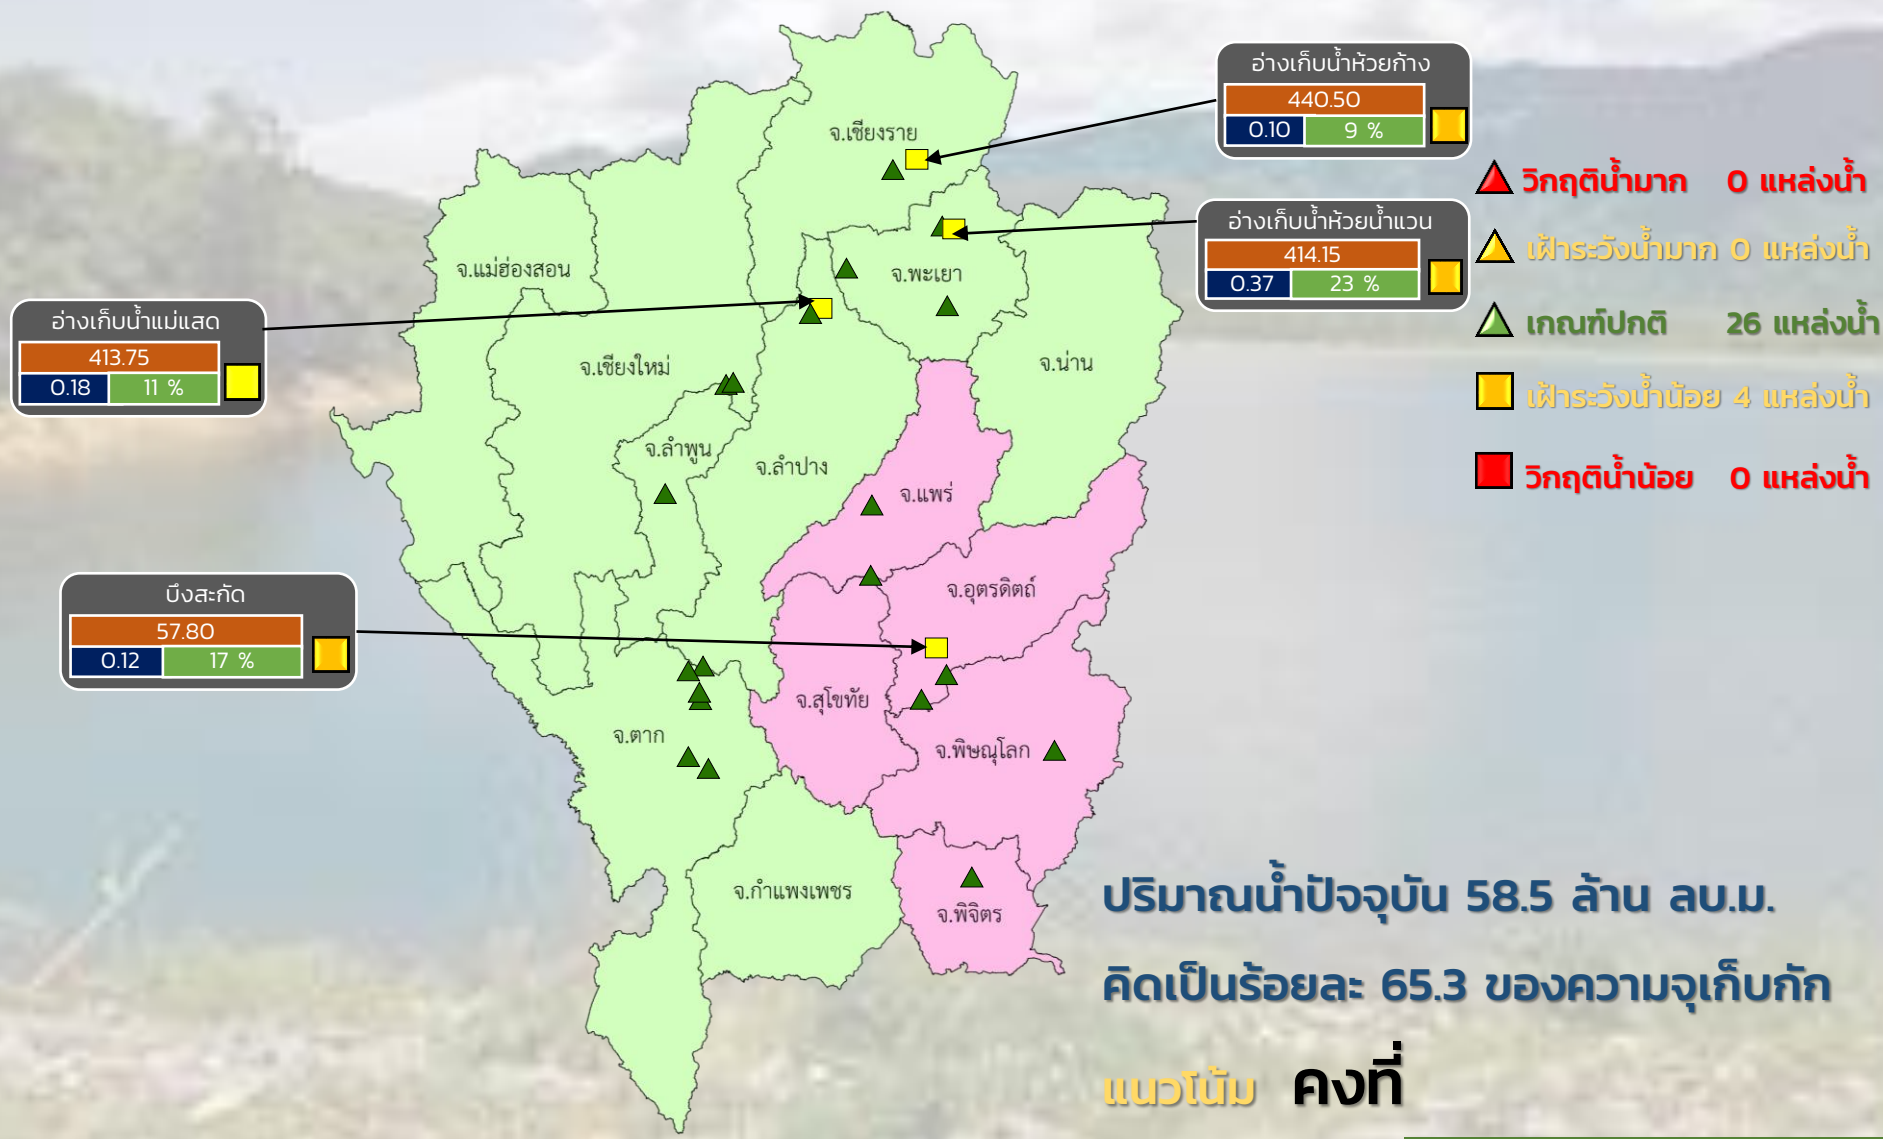 อ่างเก็บน้ำห้วยก้าง
440.50
0.10 9 %
จ.เชียงราย
วิกฤติน้ำมาก 0 แหล่งน้ำ
อ่างเก็บน้ำห้วยน้ำแวน
414.15
0.37 23 %
เฝ้าระวังน้ำมาก 0 แหล่งน้ำ
จ.แม่ฮ่องสอน
จ.พะเยา
อ่างเก็บน้ำแม่แสด
413.75
0.18 11 %
เกณฑ์ปกติ 26 แหล่งน้ำ
จ.เชียงใหม่
จ.น่าน
เฝ้าระวังน้ำน้อย 4 แหล่งน้ำ
จ.ลำพูน
จ.ลำปาง
วิกฤติน้ำน้อย 0 แหล่งน้ำ
จ.แพร่
บึงสะกัด
57.80
0.12 17 %
จ.อุตรดิตถ์
จ.สุโขทัย
จ.ตาก
จ.พิษณุโลก
จ.กำแพงเพชร
จ.พิจิตร
ปริมาณน้ำปัจจุบัน 58.5 ล้าน ลบ.ม.
คิดเป็นร้อยละ 65.3 ของความจุเก็บกัก
แนวโน้ม คงที่